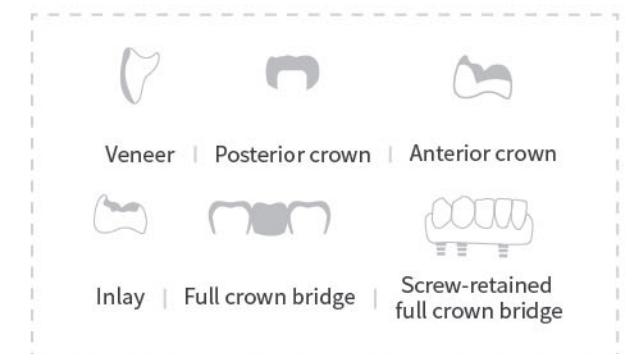 Veneer | Posterior crown | Anterior crown
Inlay | Full crown bridge | Screw-retained
full crown bridge